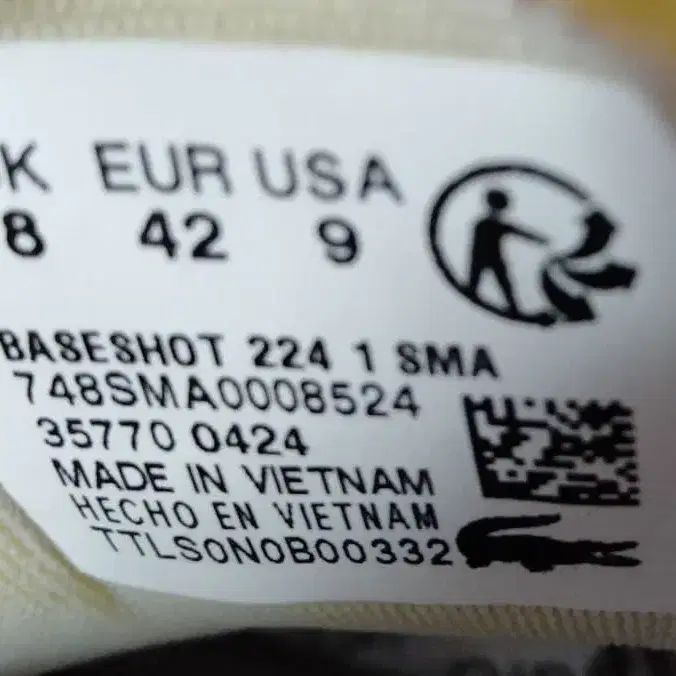 K EUR USA
8 42 9
BASESHOT 224 1 SMA
748SMA0008524
35770 0424
MADE IN VIETNAM
HECHO EN VIETNAM
TTLS0N0B00332